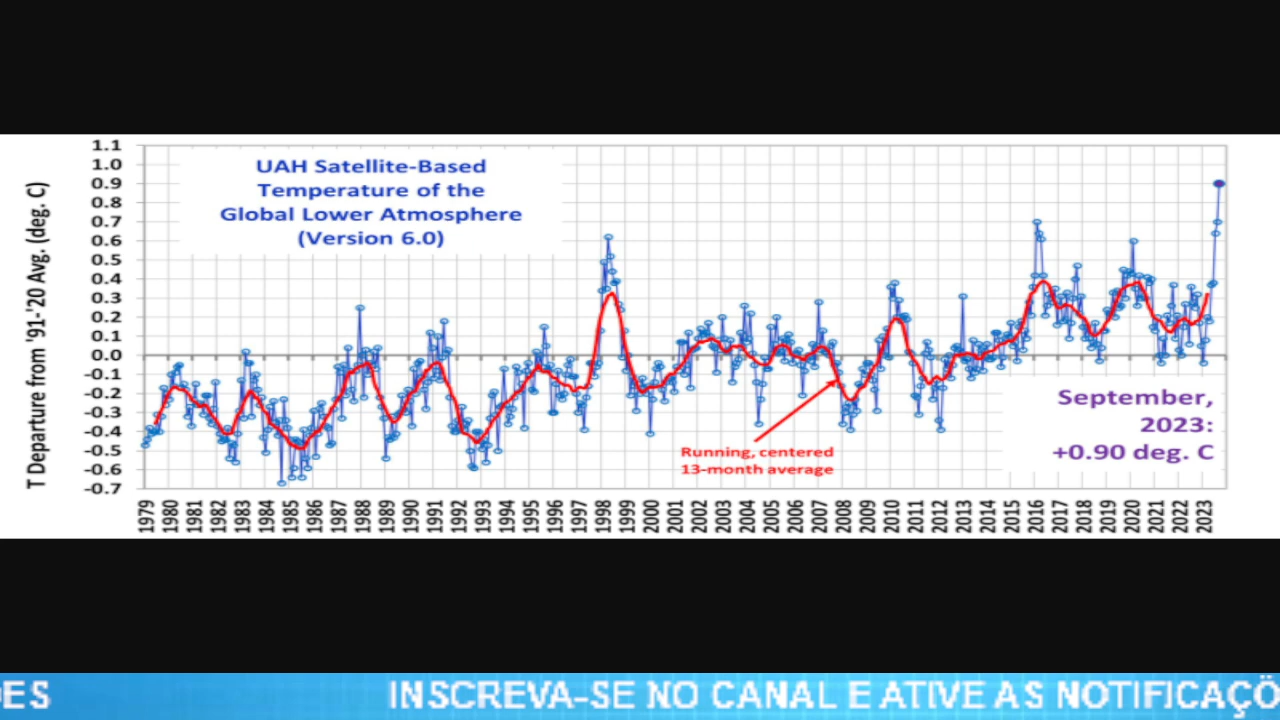 UAH Satellite-Based
Temperature of the
Global Lower Atmosphere
(Version 6.0)
T Departure from '91-'20 Avg. (deg. C)
1.1
1.0
0.9
0.8
0.7
0.6
0.5
0.4
0.3
0.2
0.1
0.0
-0.1
-0.2
-0.3
-0.4
-0.5
-0.6
-0.7
September,
2023:
+0.90 deg. C
Running, centered
13-month average
1979 1980 1981 1982 1983 1984 1985 1986 1987 1988 1989 1990 1991 1992 1993 1994 1995 1996 1997 1998 1999 2000 2001 2002 2003 2004 2005 2006 2007 2008 2009 2010 2011 2012 2013 2014 2015 2016 2017 2018 2019 2020 2021 2022 2023
ÕES INSCREVA-SE NO CANAL E ATIVE AS NOTIFICAÇÕ